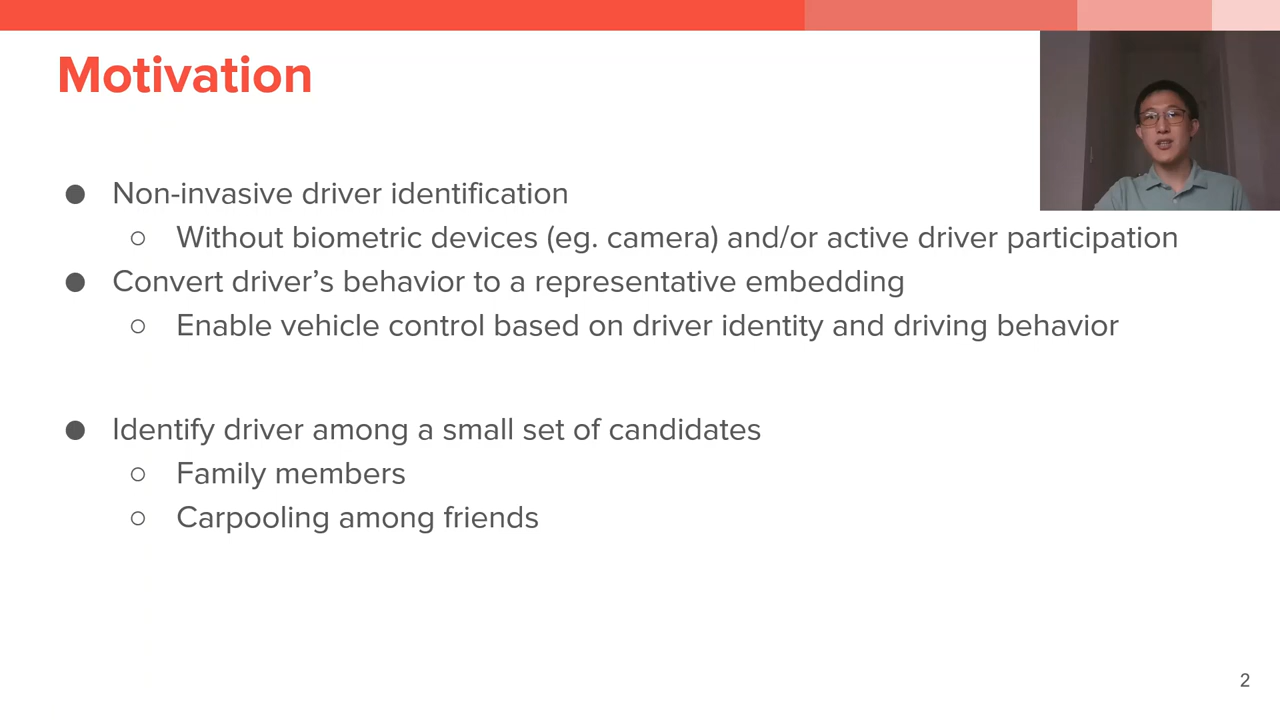 Motivation
● Non-invasive driver identification
○ Without biometric devices (eg. camera) and/or active driver participation
● Convert driver’s behavior to a representative embedding
○ Enable vehicle control based on driver identity and driving behavior
● Identify driver among a small set of candidates
○ Family members
○ Carpooling among friends
2